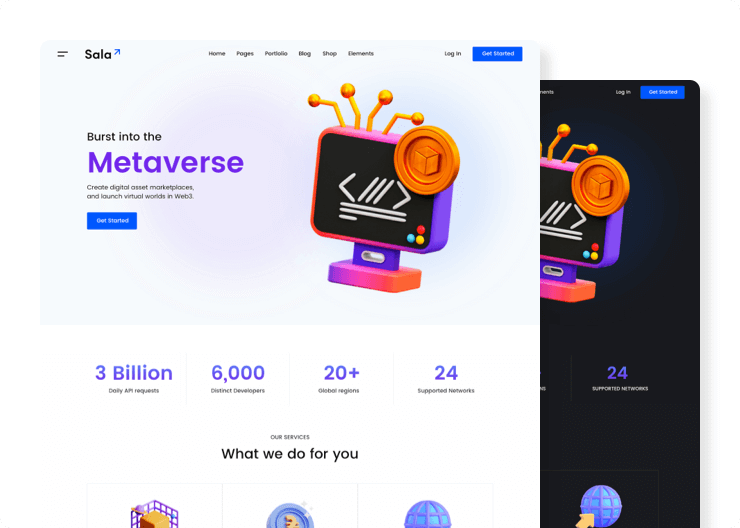 Sala
Home Pages Portfolio Blog Shop Elements
Log In Get Started
Burst into the
Metaverse
Create digital asset marketplaces,
and launch virtual worlds in Web3.
Get Started
3 Billion
Daily API requests
6,000
Distinct Developers
20+
Global regions
24
Supported Networks
OUR SERVICES
What we do for you
Log in Get Started
24
SUPPORTED NETWORKS